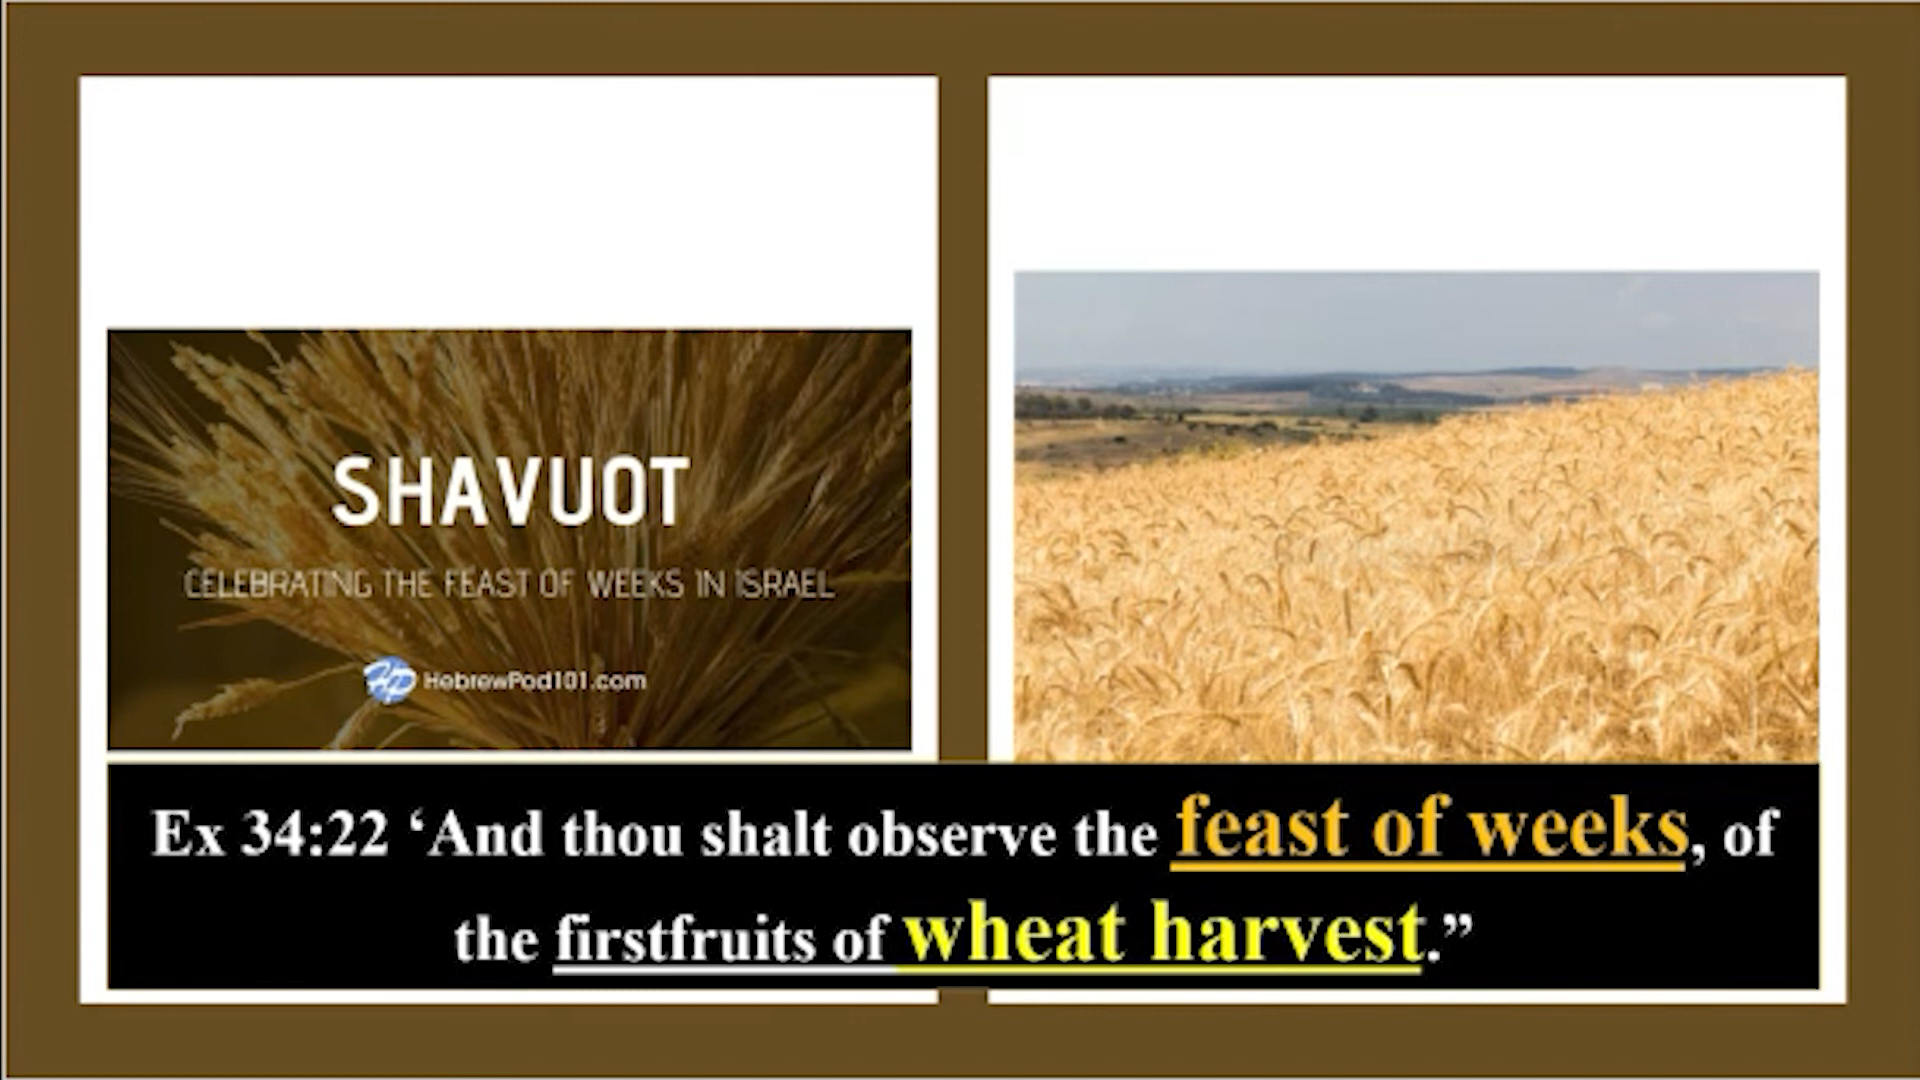 SHAVUOT
CELEBRATING THE FEAST OF WEEKS IN ISRAEL
HP HebrewPod101.com
Ex 34:22 ‘And thou shalt observe the feast of weeks, of
the firstfruits of wheat harvest.”